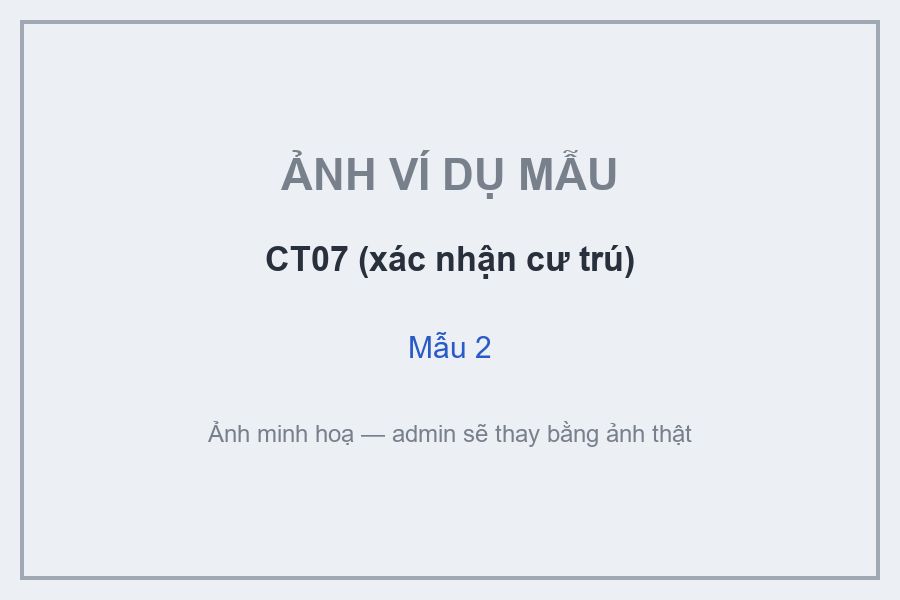 ẢNH VÍ DỤ MẪU
CT07 (xác nhận cư trú)
Mẫu 2
Ảnh minh hoạ — admin sẽ thay bằng ảnh thật